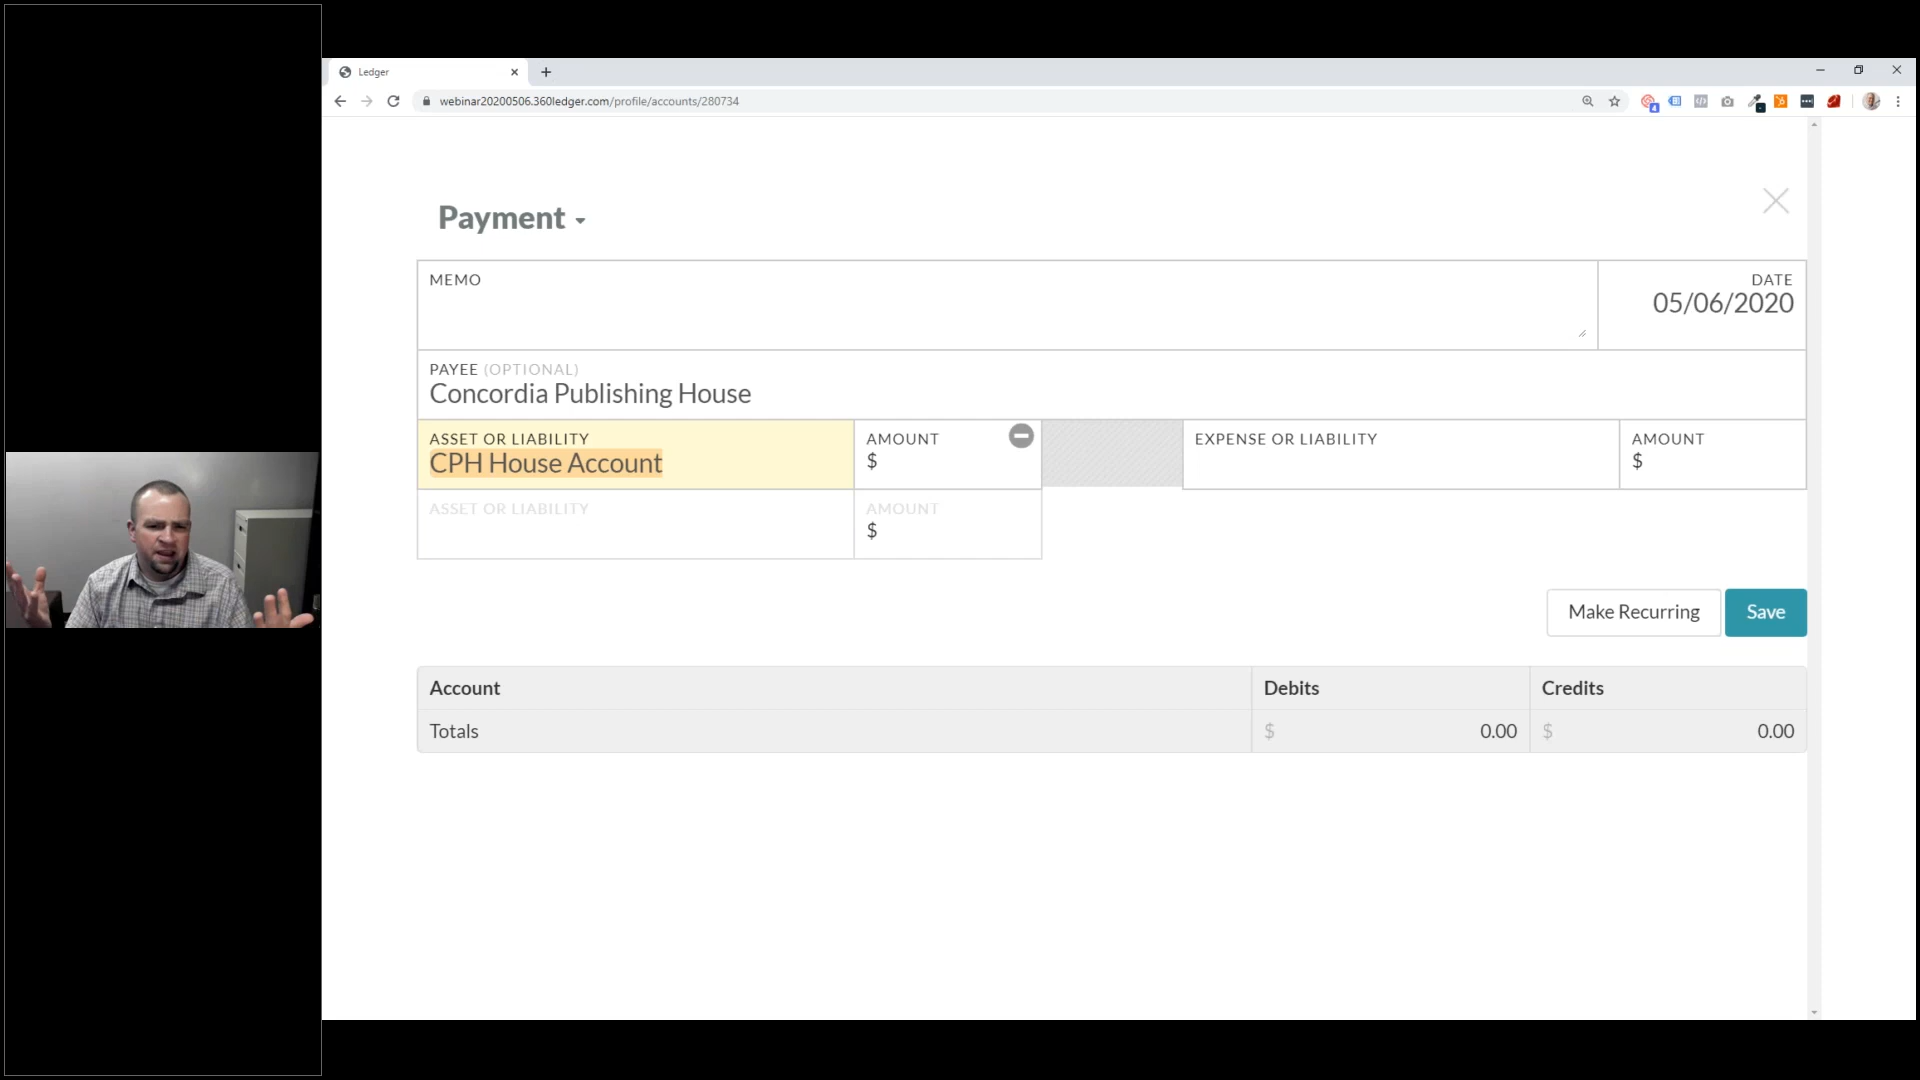 Ledger
webinar20200506.360ledger.com/profile/accounts/280734
Payment
MEMO
DATE
05/06/2020
PAYEE (OPTIONAL)
Concordia Publishing House
ASSET OR LIABILITY
CPH House Account
AMOUNT
$
EXPENSE OR LIABILITY
AMOUNT
$
ASSET OR LIABILITY
AMOUNT
$
Make Recurring
Save
Account
Debits
Credits
Totals
$ 0.00
$ 0.00